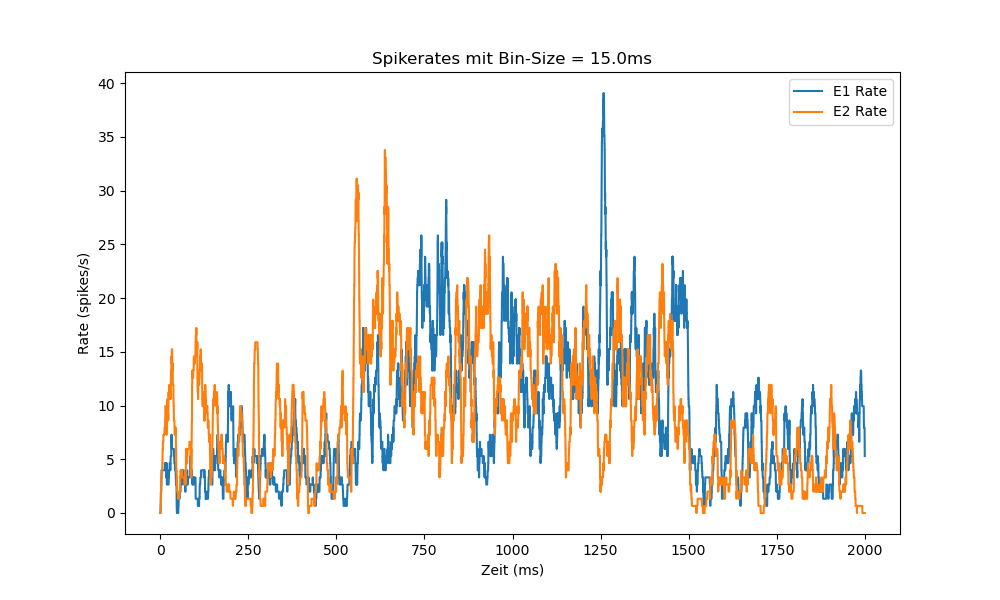 Spikerates mit Bin-Size = 15.0ms
E1 Rate
E2 Rate
40
35
30
25
20
15
10
5
0
Rate (spikes/s)
0 250 500 750 1000 1250 1500 1750 2000
Zeit (ms)